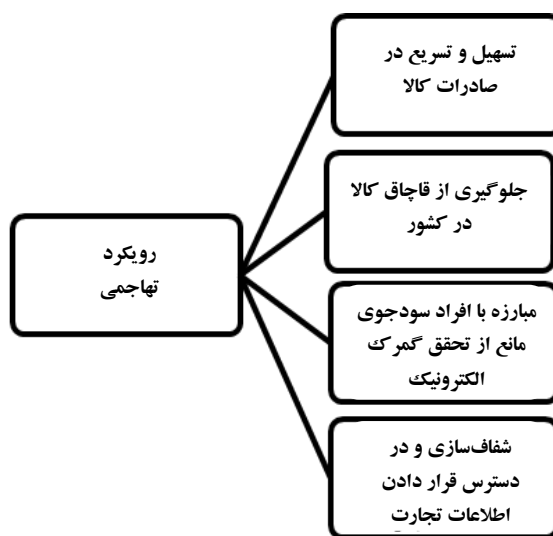 تسهیل و تسریع در
صادرات کالا
جلوگیری از قاچاق کالا
در کشور
رویکرد
تهاجمی
مبارزه با افراد سودجوی
مانع از تحقق گمرک
الکترونیک
شفاف‌سازی و در
دسترس قرار دادن
اطلاعات تجارت